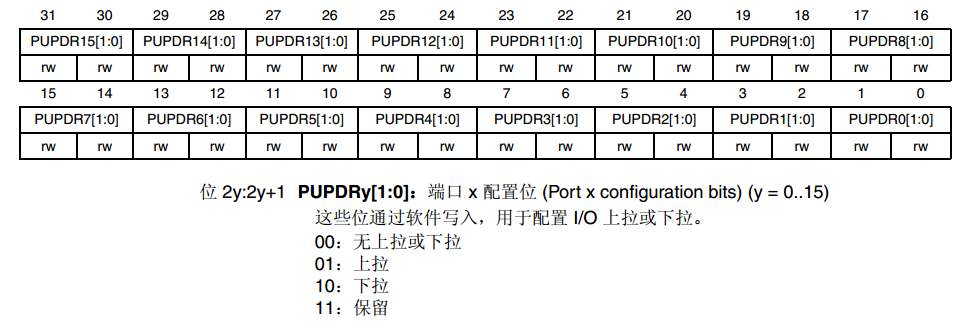 31 30 29 28 27 26 25 24 23 22 21 20 19 18 17 16
PUPDR15[1:0] PUPDR14[1:0] PUPDR13[1:0] PUPDR12[1:0] PUPDR11[1:0] PUPDR10[1:0] PUPDR9[1:0] PUPDR8[1:0]
rw rw rw rw rw rw rw rw rw rw rw rw rw rw rw rw
15 14 13 12 11 10 9 8 7 6 5 4 3 2 1 0
PUPDR7[1:0] PUPDR6[1:0] PUPDR5[1:0] PUPDR4[1:0] PUPDR3[1:0] PUPDR2[1:0] PUPDR1[1:0] PUPDR0[1:0]
rw rw rw rw rw rw rw rw rw rw rw rw rw rw rw rw
位 2y:2y+1 PUPDRy[1:0]：端口 x 配置位 (Port x configuration bits) (y = 0..15)
这些位通过软件写入，用于配置 I/O 上拉或下拉。
00：无上拉或下拉
01：上拉
10：下拉
11：保留